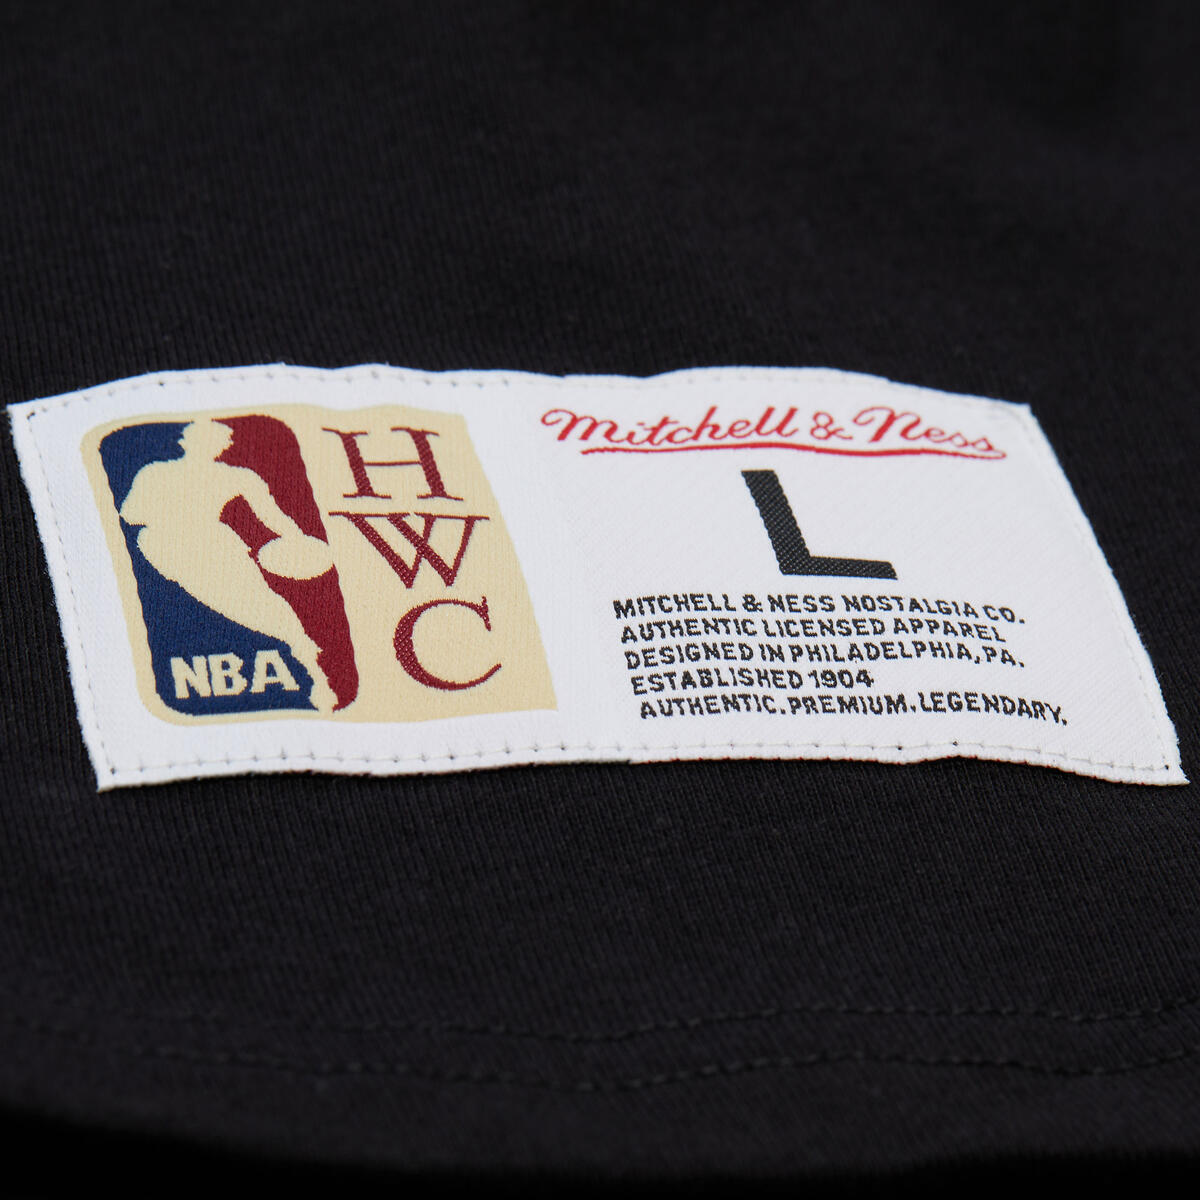 NBA
H
W
C
Mitchell & Ness
L
MITCHELL & NESS NOSTALGIA CO.
AUTHENTIC LICENSED APPAREL
DESIGNED IN PHILADELPHIA, PA.
ESTABLISHED 1904
AUTHENTIC. PREMIUM. LEGENDARY.